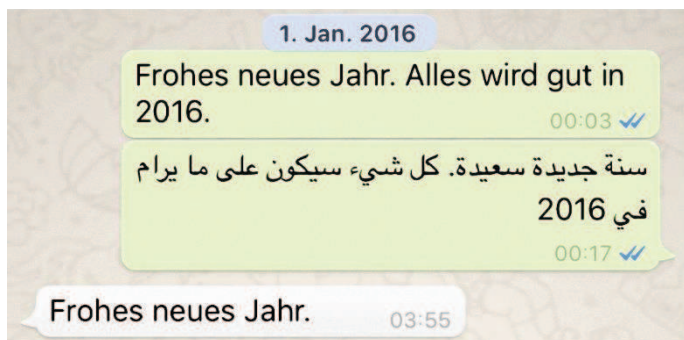 1. Jan. 2016
Frohes neues Jahr. Alles wird gut in
2016.
00:03
سنة جديدة سعيدة. كل شيء سيكون على ما يرام
في 2016
00:17
Frohes neues Jahr.
03:55